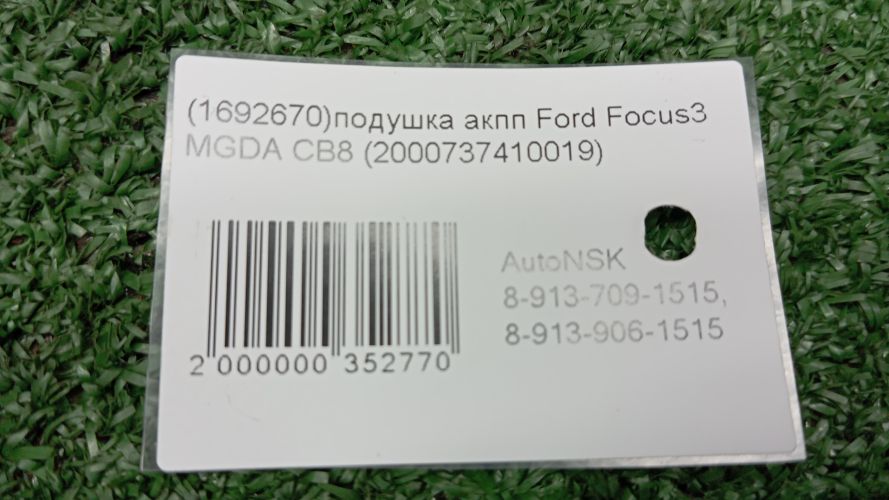 (1692670)подушка акпп Ford Focus3
MGDA CB8 (2000737410019)
AutoNSK
8-913-709-1515,
8-913-906-1515
2 000000 352770